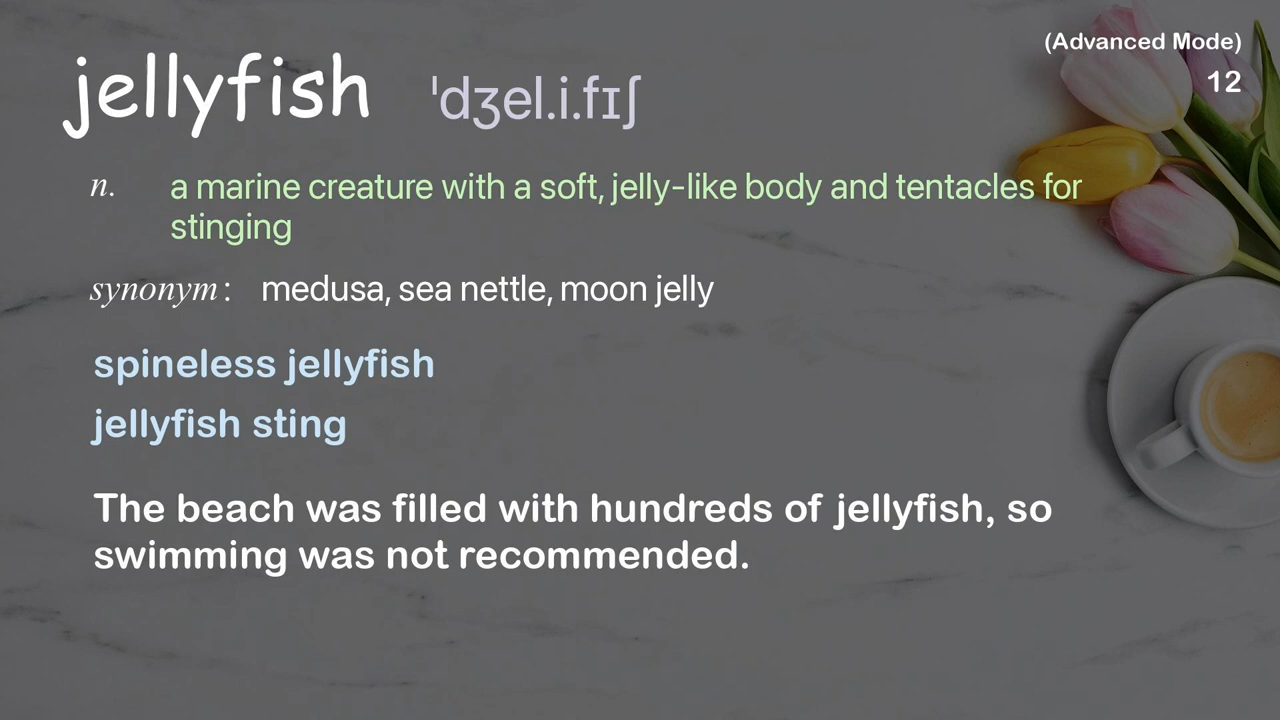 (Advanced Mode)
12
jellyfish ˈdʒel.i.fɪʃ
n. a marine creature with a soft, jelly-like body and tentacles for
stinging
synonym: medusa, sea nettle, moon jelly
spineless jellyfish
jellyfish sting
The beach was filled with hundreds of jellyfish, so
swimming was not recommended.